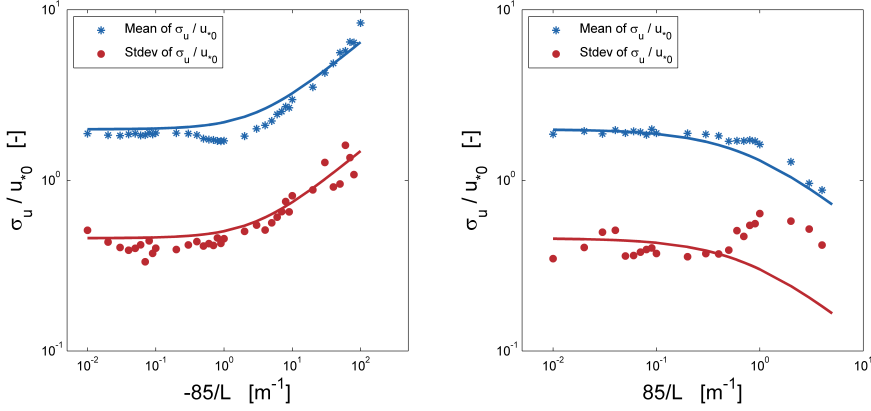 10^1
10^0
10^-1
σ_u / u_*0 [-]
Mean of σ_u / u_*0
Stdev of σ_u / u_*0
10^-2 10^-1 10^0 10^1 10^2
-85/L [m^-1]
10^1
10^0
10^-1
σ_u / u_*0 [-]
Mean of σ_u / u_*0
Stdev of σ_u / u_*0
10^-2 10^-1 10^0 10^1
85/L [m^-1]